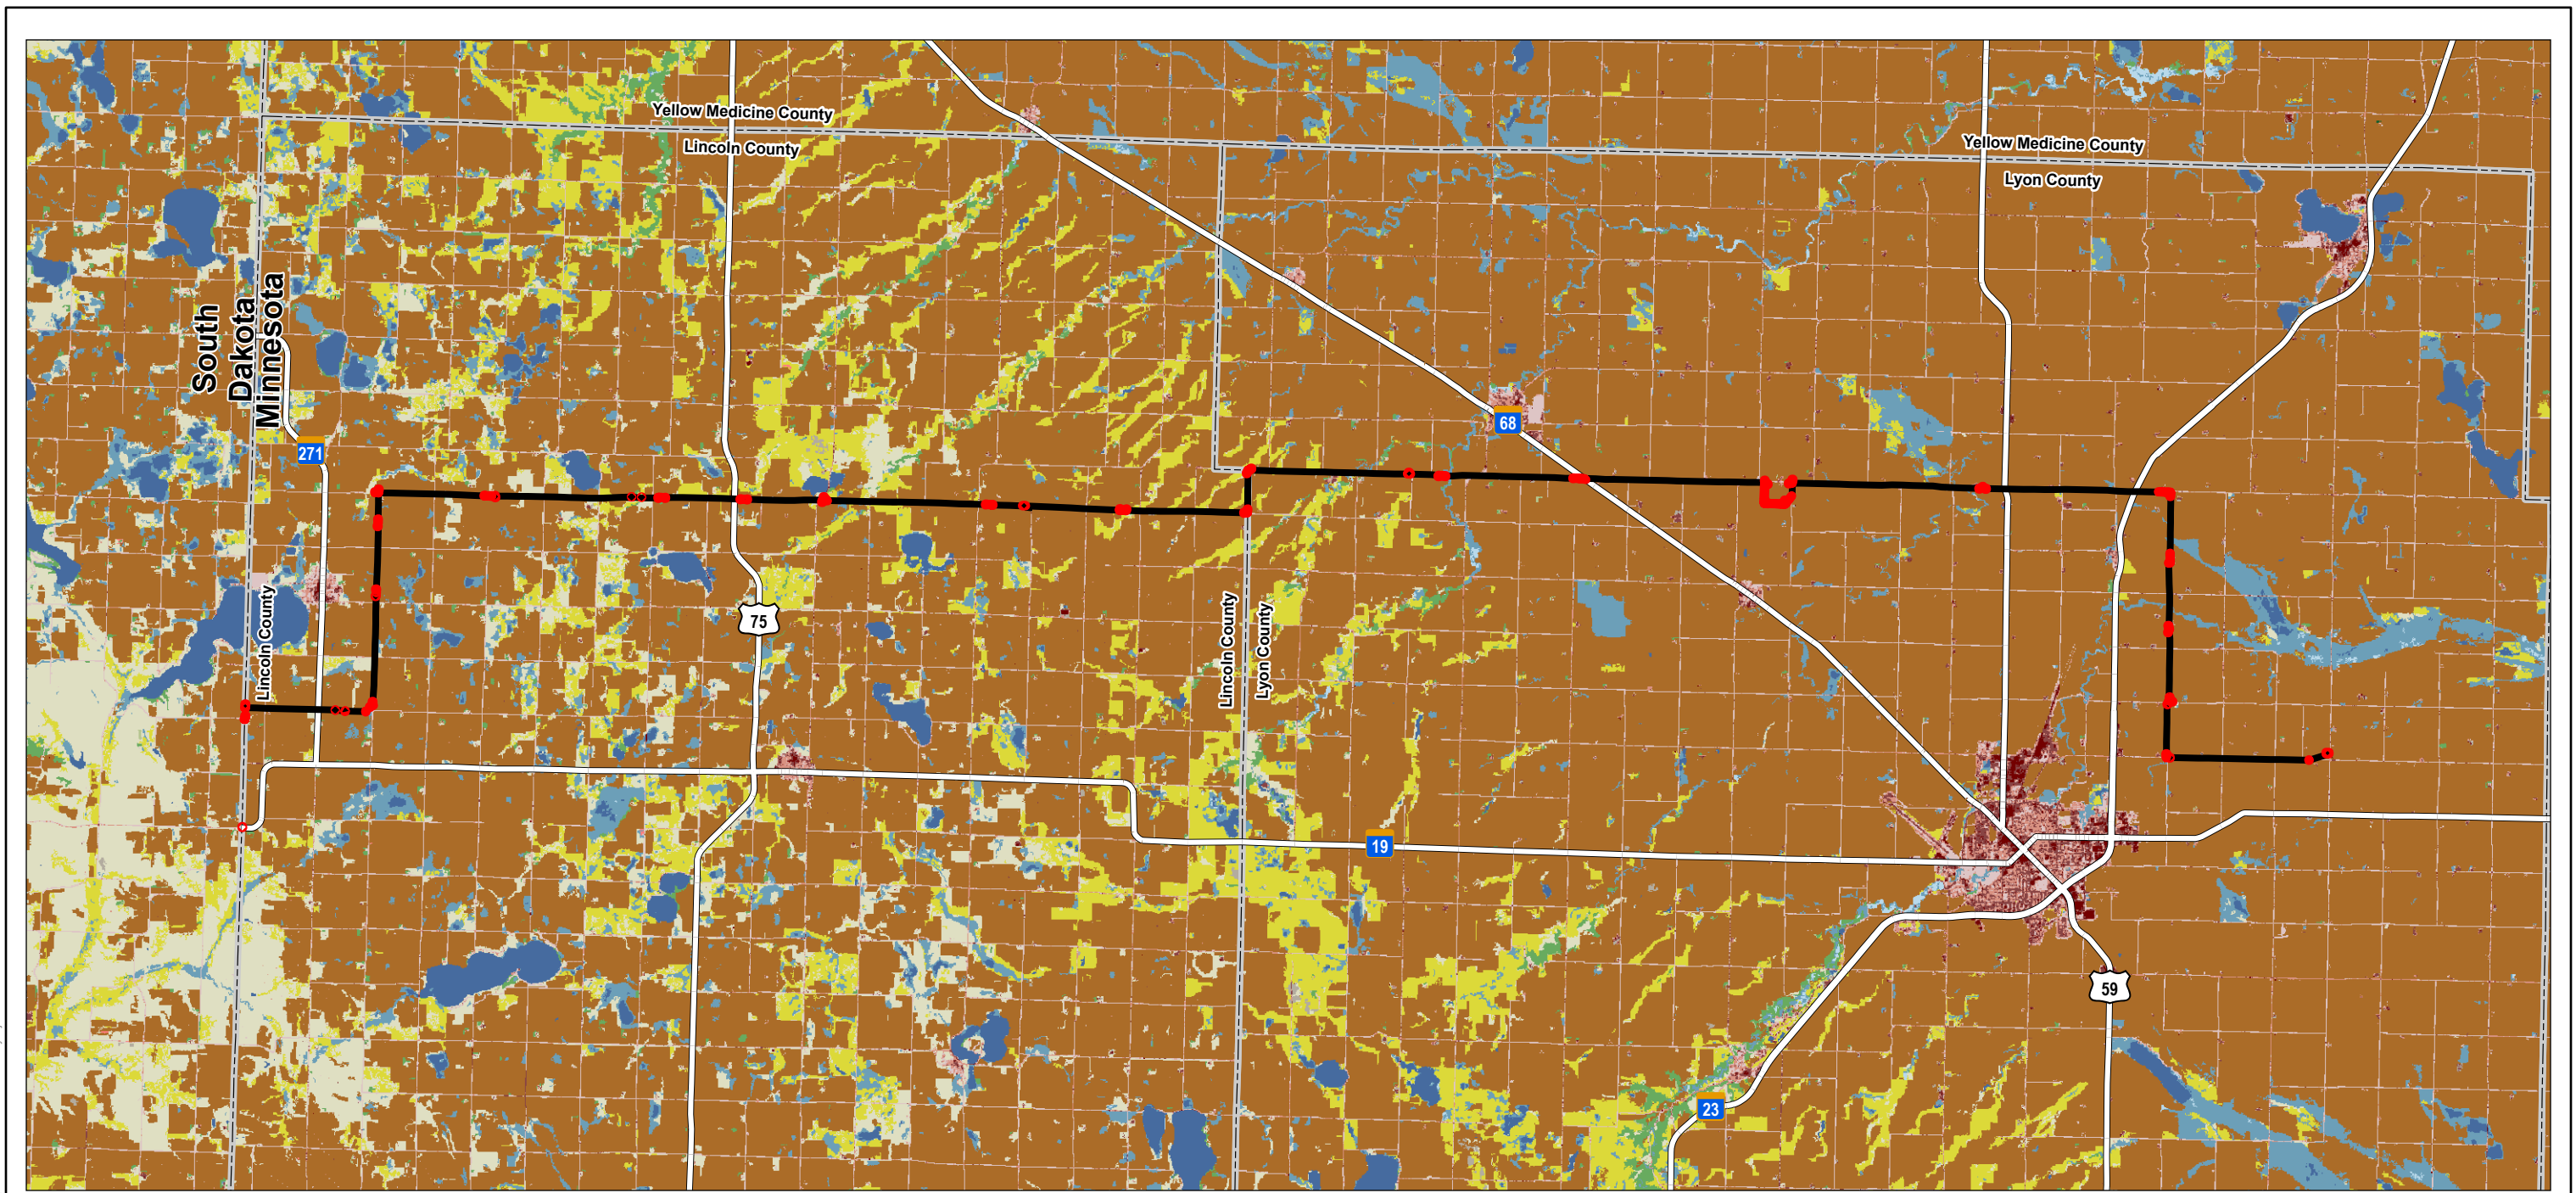 Yellow Medicine County
Lincoln County
Yellow Medicine County
Lyon County
South
Dakota
Minnesota
271
68
Lincoln County
75
Lincoln County
Lyon County
19
59
23